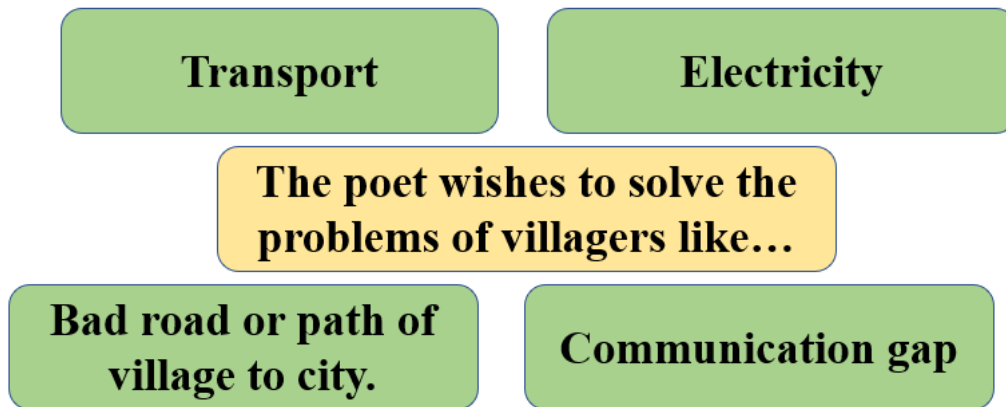 Transport
Electricity
The poet wishes to solve the
problems of villagers like…
Bad road or path of
village to city.
Communication gap